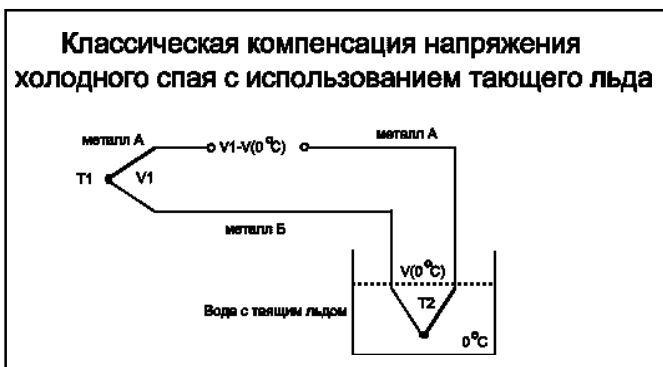 Классическая компенсация напряжения
холодного спая с использованием тающего льда
металл А
V1-V(0°C)
металл А
T1
V1
металл Б
V(0°C)
T2
Вода с таящим льдом
0°C